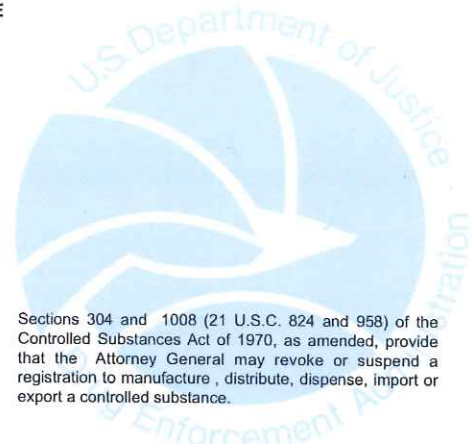 E
U.S. Department of Justice
Sections 304 and 1008 (21 U.S.C. 824 and 958) of the
Controlled Substances Act of 1970, as amended, provide
that the Attorney General may revoke or suspend a
registration to manufacture , distribute, dispense, import or
export a controlled substance.
Enforcement